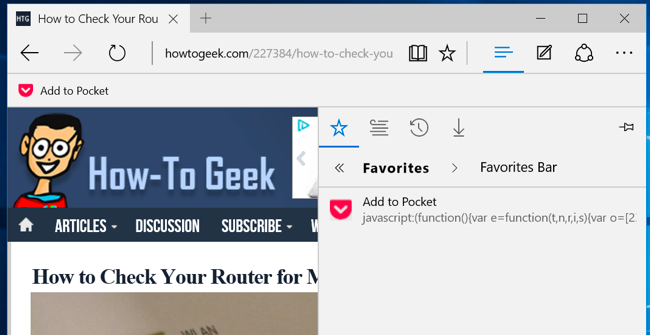 HTG How to Check Your Rou
howtogeek.com/227384/how-to-check-you
Add to Pocket
How-To Geek
ARTICLES DISCUSSION SUBSCRIBE
How to Check Your Router for M
WLAN
Favorites Favorites Bar
Add to Pocket
javascript:(function(){var e=function(t,n,r,i,s){var o=[2